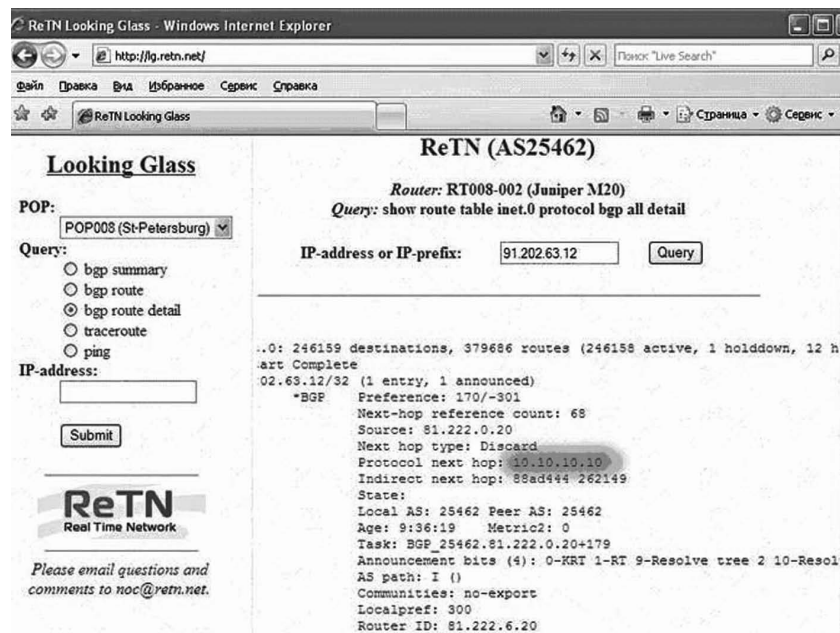 ReTN Looking Glass - Windows Internet Explorer
http://lg.retn.net/
Поиск "Live Search"
Файл Правка Вид Избранное Сервис Справка
ReTN Looking Glass
Страница Сервис
Looking Glass
POP:
POP008 (St-Petersburg)
Query:
bgp summary
bgp route
bgp route detail
traceroute
ping
IP-address:
Submit
ReTN
Real Time Network
Please email questions and
comments to noc@retn.net.
ReTN (AS25462)
Router: RT008-002 (Juniper M20)
Query: show route table inet.0 protocol bgp all detail
IP-address or IP-prefix: 91.202.63.12 Query
.0: 246159 destinations, 379686 routes (246158 active, 1 holddown, 12 h
art Complete
02.63.12/32 (1 entry, 1 announced)
*BGP Preference: 170/-301
Next-hop reference count: 68
Source: 81.222.0.20
Next hop type: Discard
Protocol next hop: 10.10.10.10
Indirect next hop: 88ad444 262149
State:
Local AS: 25462 Peer AS: 25462
Age: 9:36:19 Metric2: 0
Task: BGP_25462.81.222.0.20+179
Announcement bits (4): 0-KRT 1-RT 9-Resolve tree 2 10-Resol
AS path: I ()
Communities: no-export
Localpref: 300
Router ID: 81.222.6.20